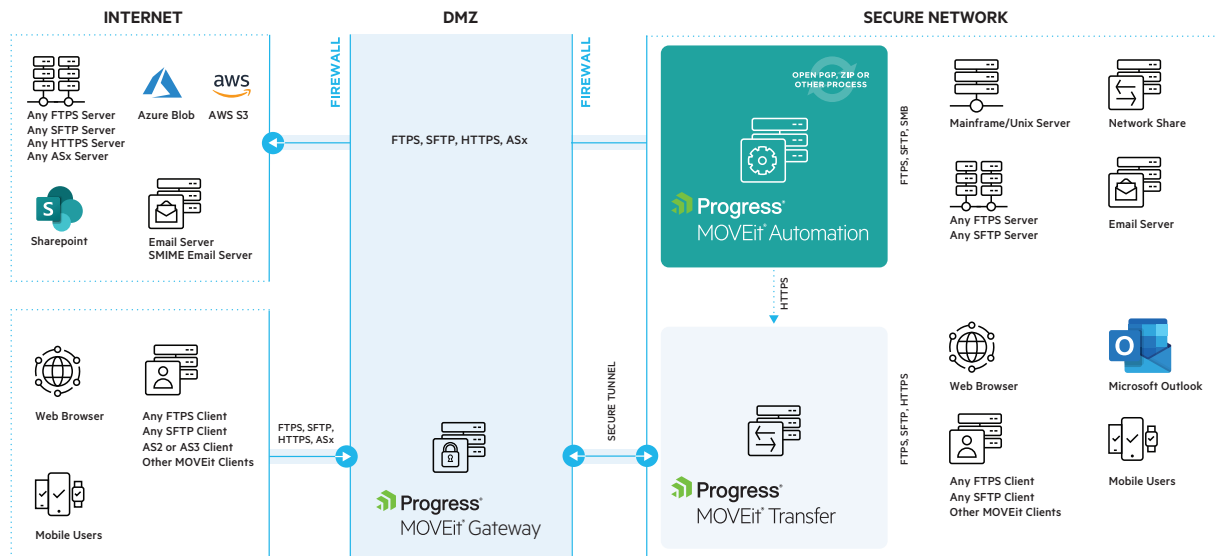 INTERNET
DMZ
SECURE NETWORK
Any FTPS Server
Any SFTP Server
Any HTTPS Server
Any ASx Server
Azure Blob
aws
AWS S3
S
Sharepoint
Email Server
SMIME Email Server
FIREWALL
FTPS, SFTP, HTTPS, ASx
FIREWALL
OPEN PGP, ZIP OR
OTHER PROCESS
Progress®
MOVEit® Automation
FTPS, SFTP, SMB
Mainframe/Unix Server
Network Share
Any FTPS Server
Any SFTP Server
Email Server
HTTPS
Web Browser
Any FTPS Client
Any SFTP Client
AS2 or AS3 Client
Other MOVEit Clients
Mobile Users
FTPS, SFTP,
HTTPS, ASx
Progress®
MOVEit® Gateway
SECURE TUNNEL
Progress®
MOVEit® Transfer
FTPS, SFTP, HTTPS
Web Browser
O
Microsoft Outlook
Any FTPS Client
Any SFTP Client
Other MOVEit Clients
Mobile Users